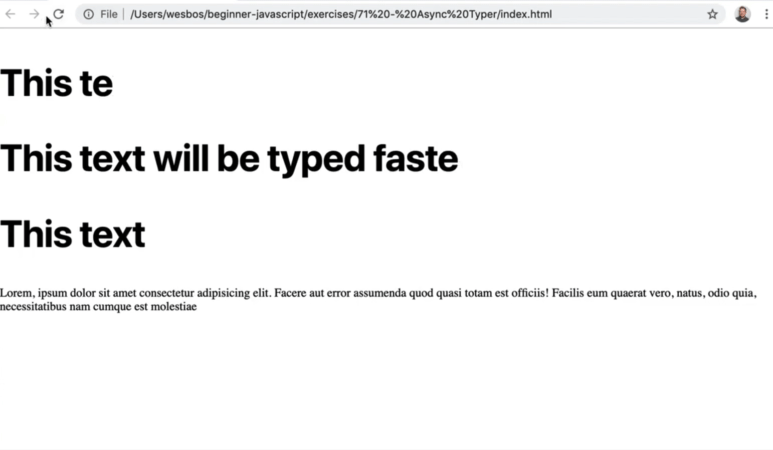 File | /Users/wesbos/beginner-javascript/exercises/71%20-%20Async%20Typer/index.html
This te
This text will be typed faste
This text
Lorem, ipsum dolor sit amet consectetur adipisicing elit. Facere aut error assumenda quod quasi totam est officiis! Facilis eum quaerat vero, natus, odio quia,
necessitatibus nam cumque est molestiae